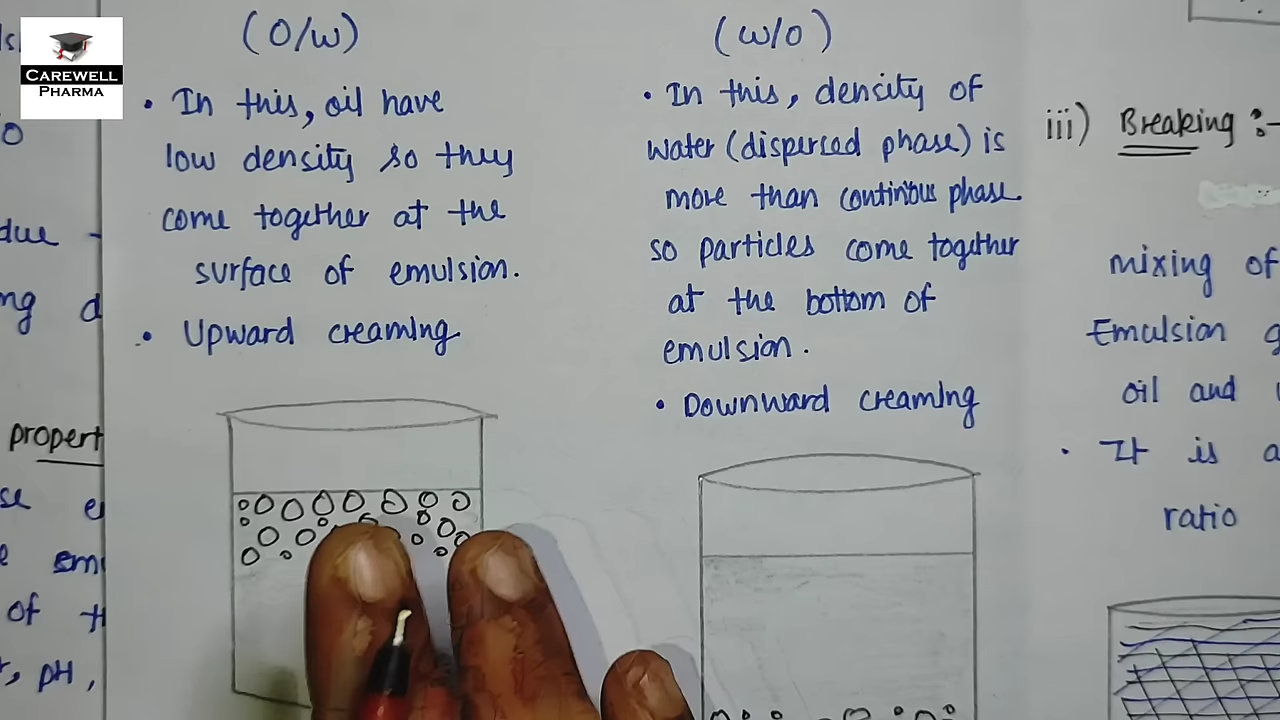 CAREWELL
PHARMA
(O/W)
• In this, oil have
low density so they
come together at the
surface of emulsion.
• Upward creaming
(W/O)
• In this, density of
water (dispersed phase) is
more than continous phase
so particles come together
at the bottom of
emulsion.
• Downward creaming
iii) Breaking :-
mixing of
Emulsion
oil and
• It is a
ratio
due -
propert
of
pH,